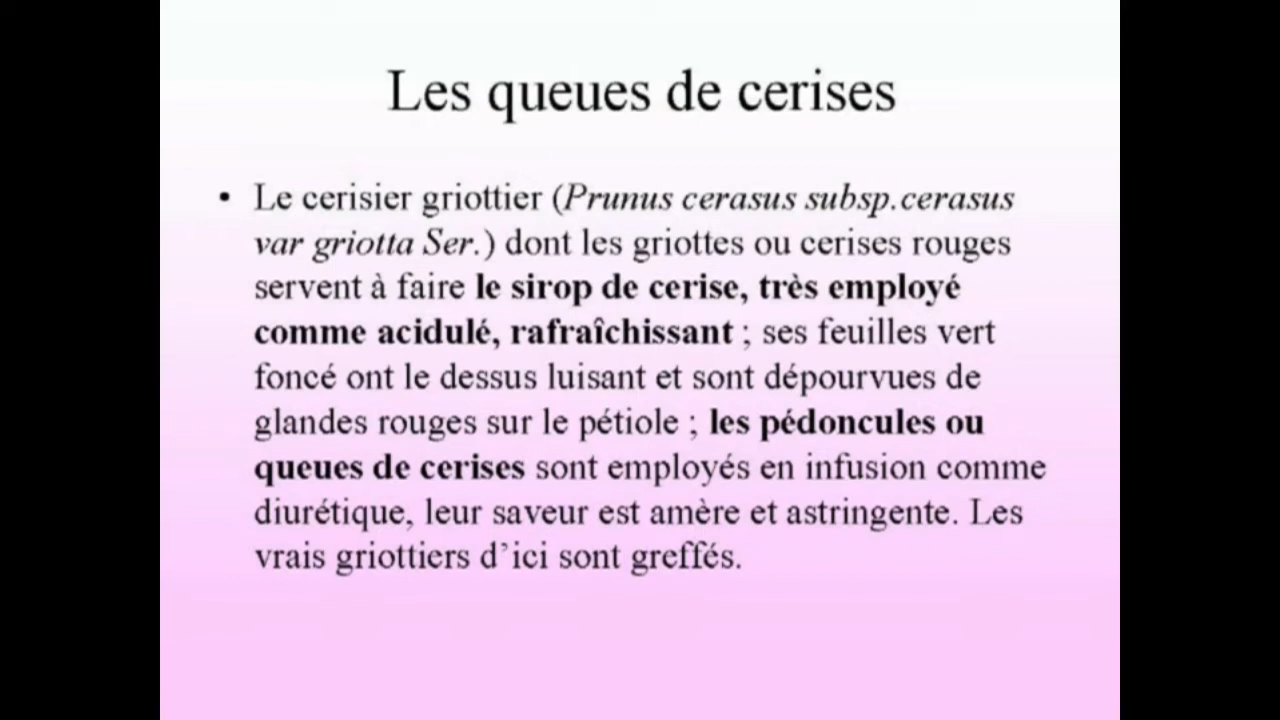 Les queues de cerises
• Le cerisier griottier (Prunus cerasus subsp.cerasus
var griotta Ser.) dont les griottes ou cerises rouges
servent à faire le sirop de cerise, très employé
comme acidulé, rafraîchissant ; ses feuilles vert
foncé ont le dessus luisant et sont dépourvues de
glandes rouges sur le pétiole ; les pédoncules ou
queues de cerises sont employés en infusion comme
diurétique, leur saveur est amère et astringente. Les
vrais griottiers d’ici sont greffés.